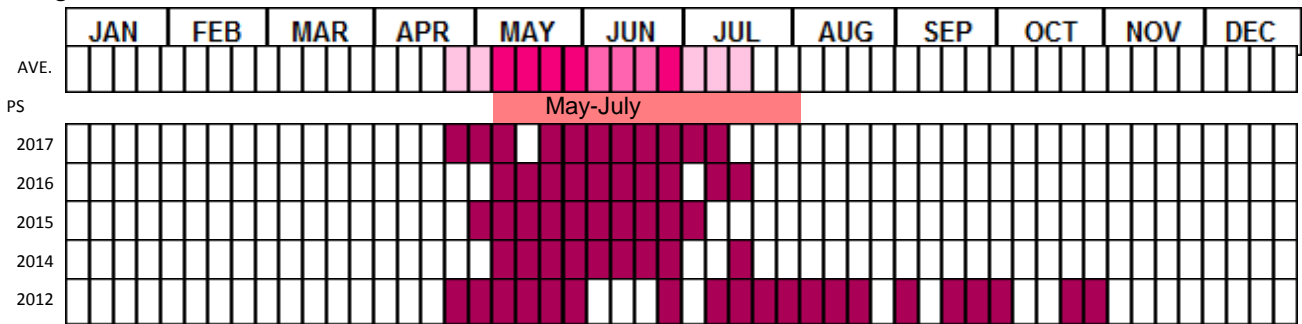 JAN FEB MAR APR MAY JUN JUL AUG SEP OCT NOV DEC
AVE.
PS May-July
2017
2016
2015
2014
2012